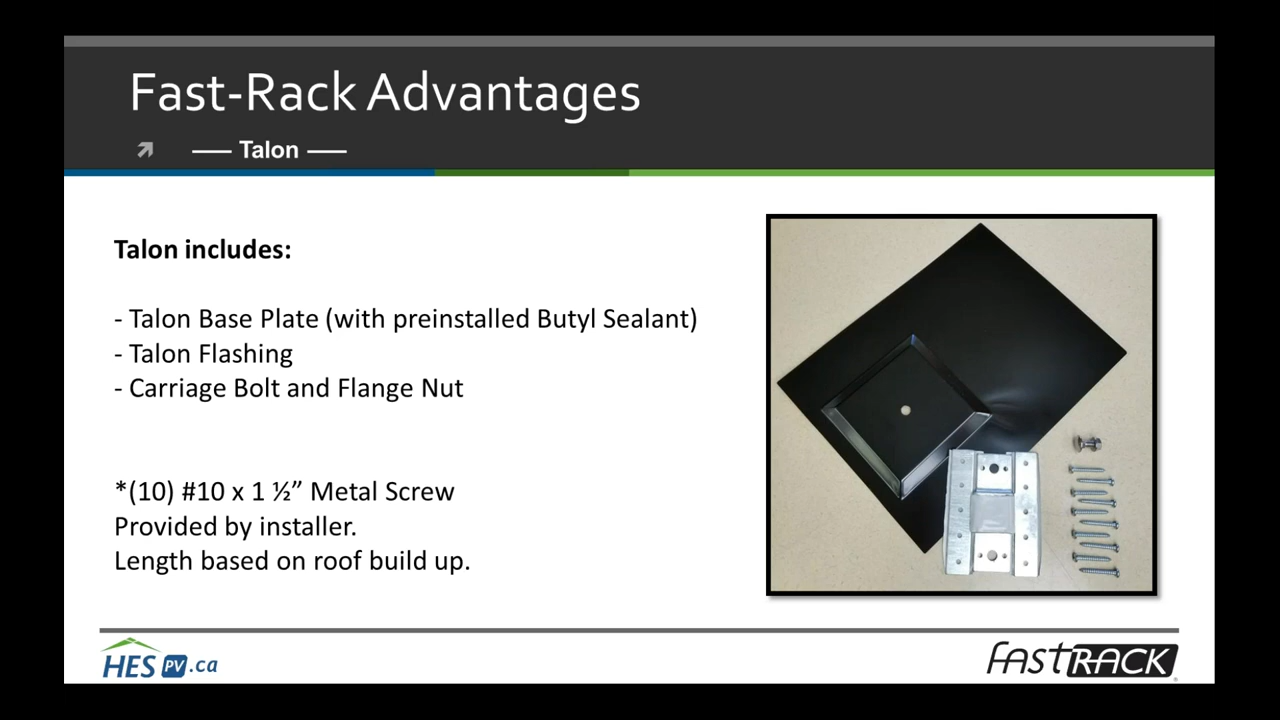 Fast-Rack Advantages
Talon
Talon includes:
- Talon Base Plate (with preinstalled Butyl Sealant)
- Talon Flashing
- Carriage Bolt and Flange Nut
*(10) #10 x 1 ½” Metal Screw
Provided by installer.
Length based on roof build up.
HES PV.ca
FASTRACK